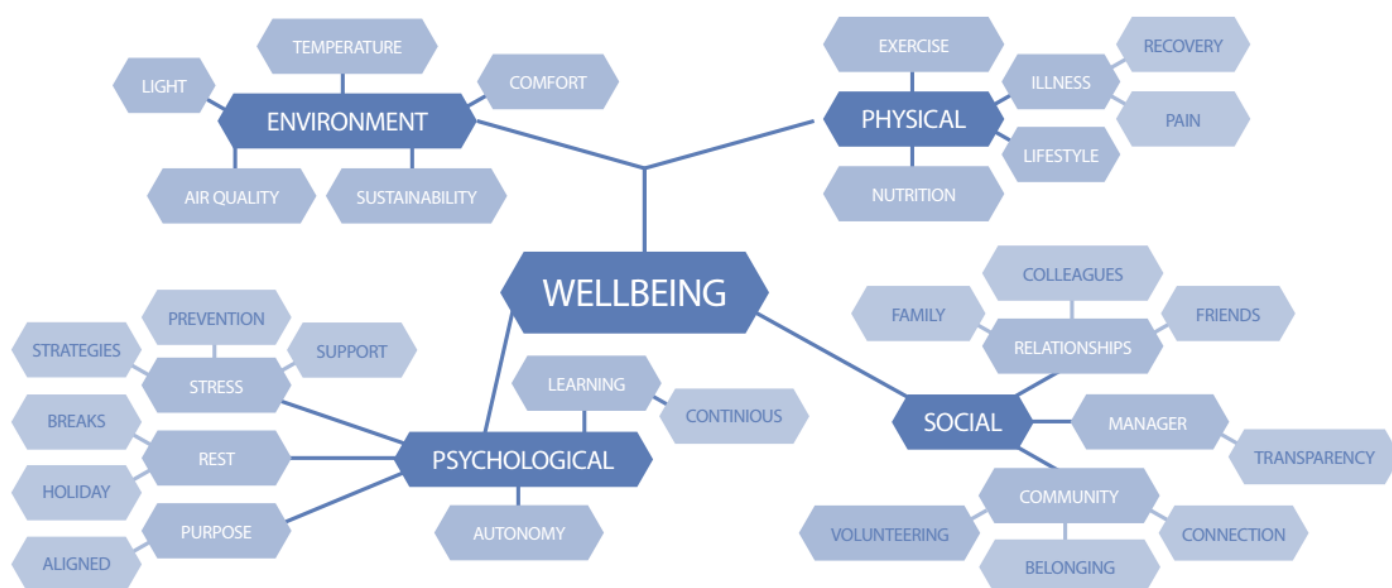 TEMPERATURE
LIGHT
COMFORT
ENVIRONMENT
AIR QUALITY
SUSTAINABILITY
EXERCISE
RECOVERY
ILLNESS
PHYSICAL
PAIN
LIFESTYLE
NUTRITION
WELLBEING
PREVENTION
STRATEGIES
SUPPORT
STRESS
LEARNING
CONTINIOUS
BREAKS
REST
PSYCHOLOGICAL
HOLIDAY
PURPOSE
AUTONOMY
ALIGNED
COLLEAGUES
FAMILY
FRIENDS
RELATIONSHIPS
SOCIAL
MANAGER
TRANSPARENCY
COMMUNITY
VOLUNTEERING
CONNECTION
BELONGING